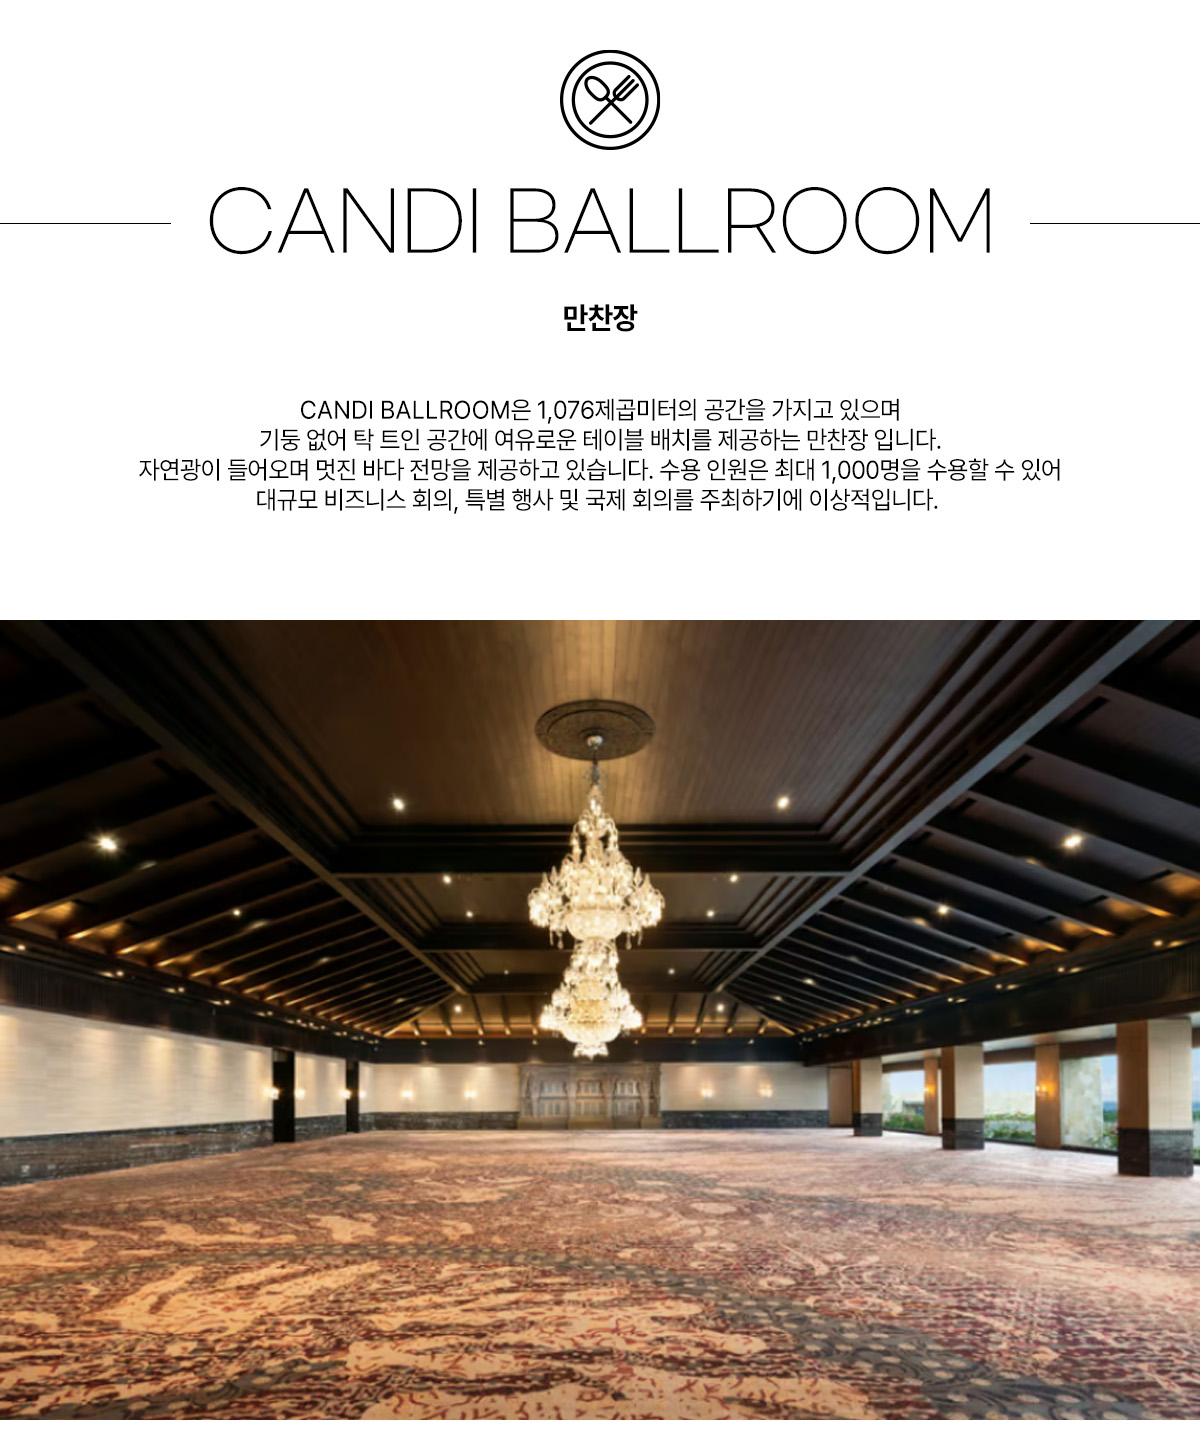 CANDI BALLROOM
만찬장
CANDI BALLROOM은 1,076제곱미터의 공간을 가지고 있으며
기둥 없어 탁 트인 공간에 여유로운 테이블 배치를 제공하는 만찬장 입니다.
자연광이 들어오며 멋진 바다 전망을 제공하고 있습니다. 수용 인원은 최대 1,000명을 수용할 수 있어
대규모 비즈니스 회의, 특별 행사 및 국제 회의를 주최하기에 이상적입니다.